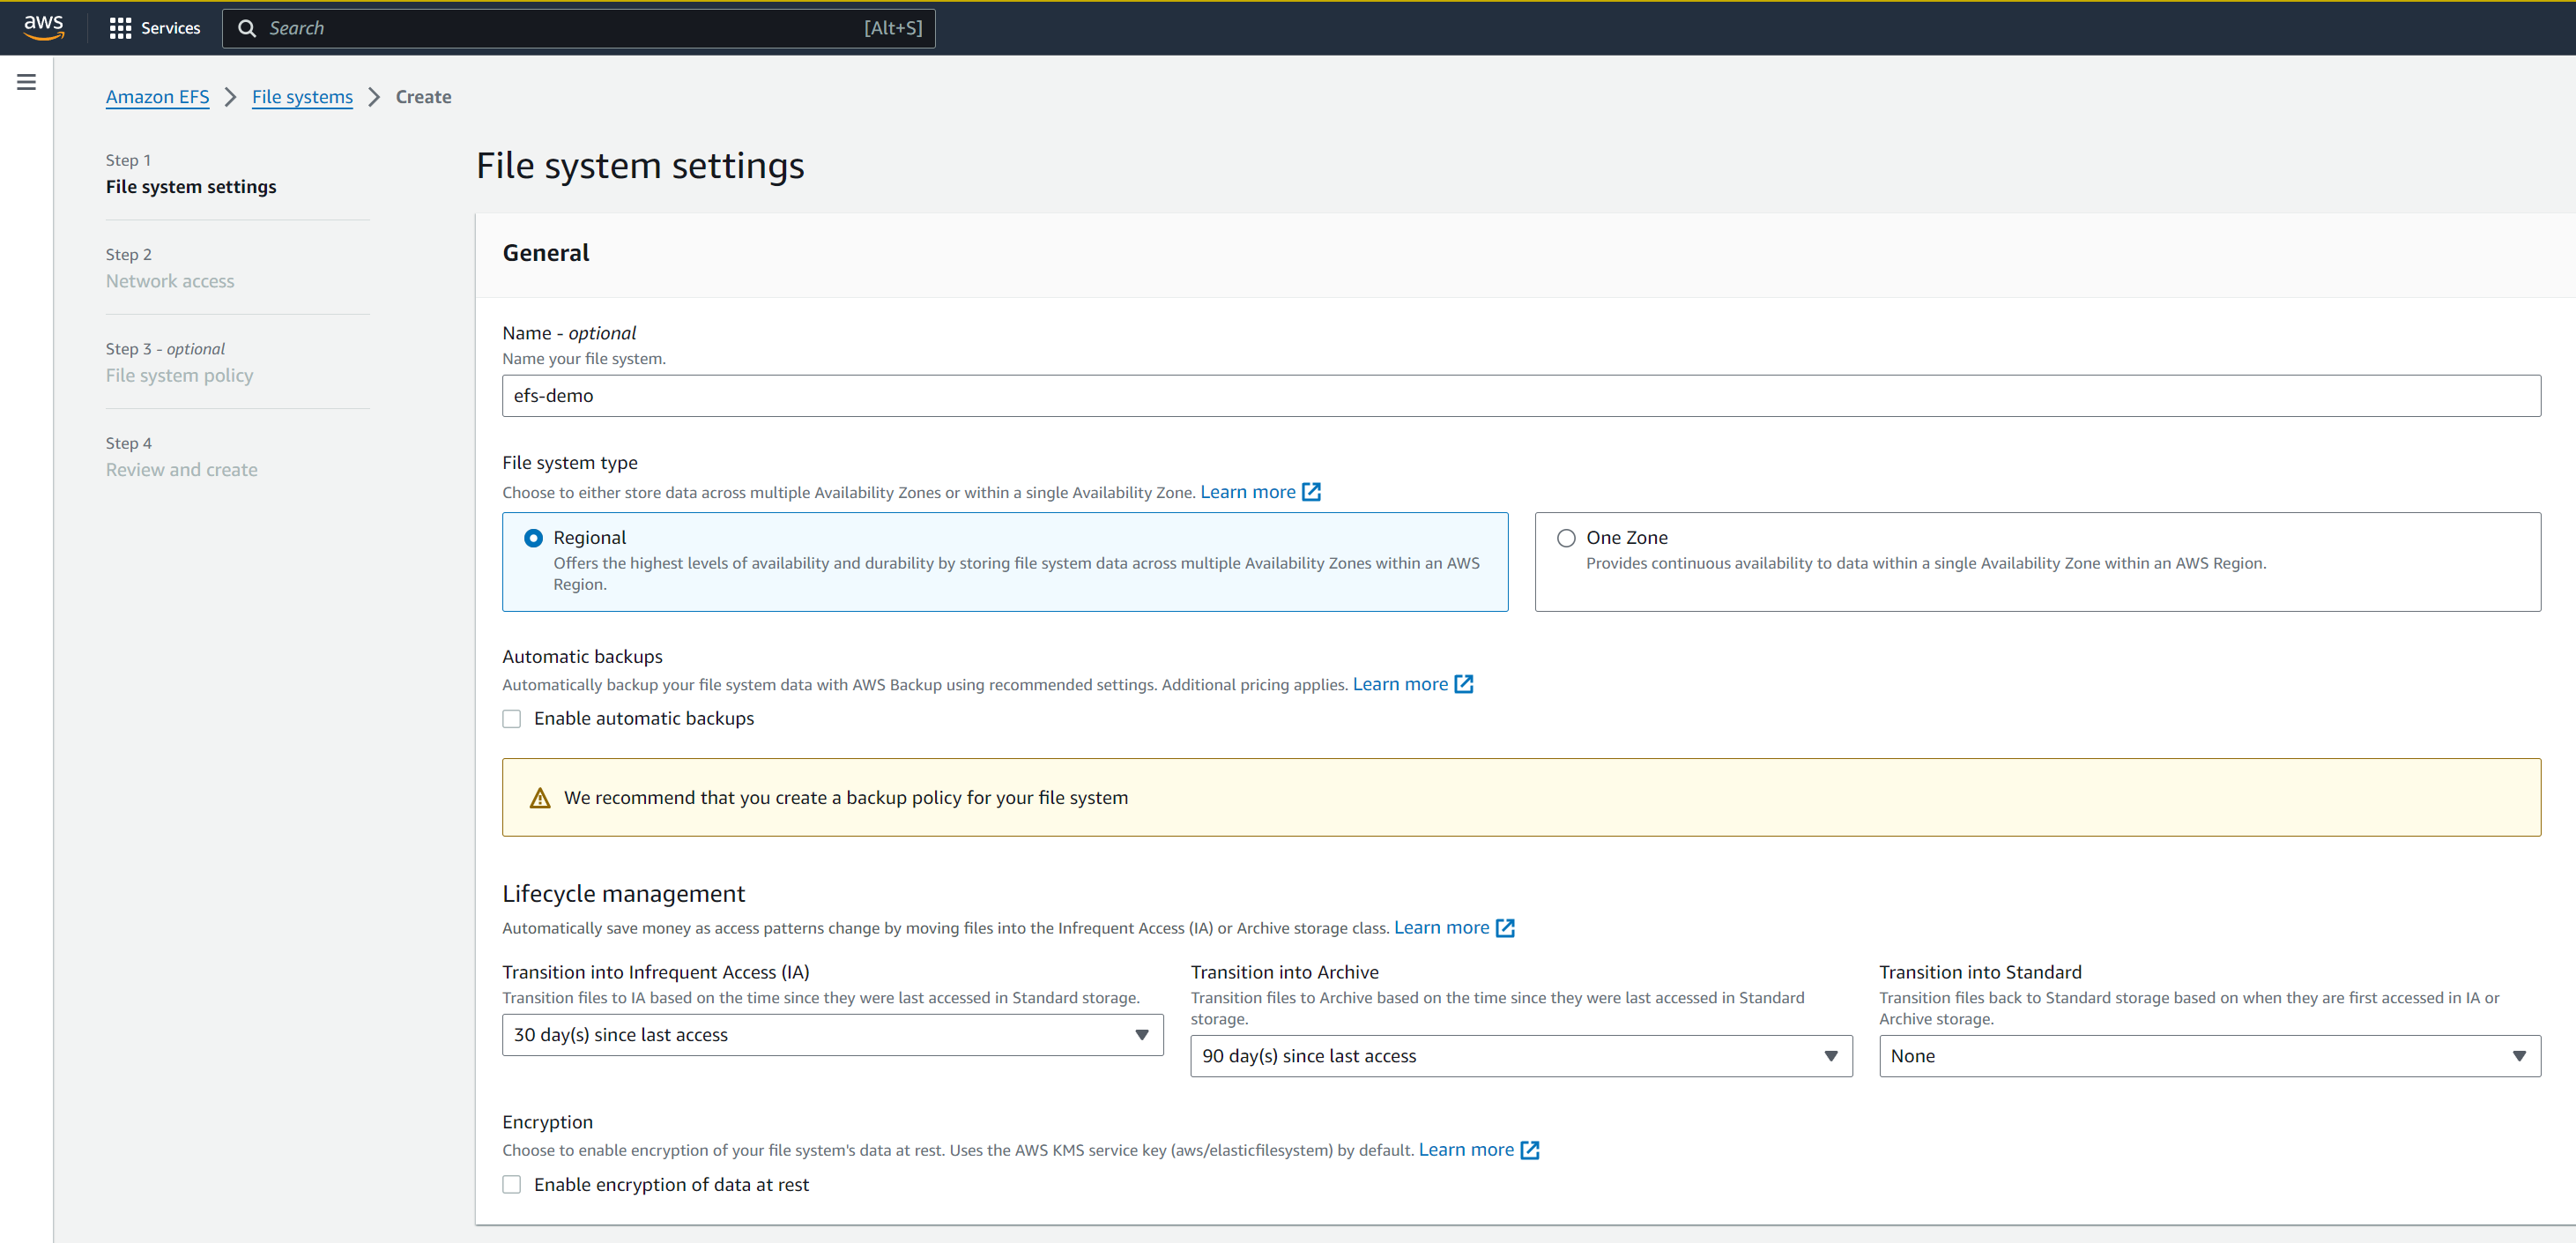 aws
Services
Search
[Alt+S]
Amazon EFS
File systems
Create
Step 1
File system settings
Step 2
Network access
Step 3 - optional
File system policy
Step 4
Review and create
File system settings
General
Name - optional
Name your file system.
efs-demo
File system type
Choose to either store data across multiple Availability Zones or within a single Availability Zone. Learn more
Regional
Offers the highest levels of availability and durability by storing file system data across multiple Availability Zones within an AWS
Region.
One Zone
Provides continuous availability to data within a single Availability Zone within an AWS Region.
Automatic backups
Automatically backup your file system data with AWS Backup using recommended settings. Additional pricing applies. Learn more
Enable automatic backups
We recommend that you create a backup policy for your file system
Lifecycle management
Automatically save money as access patterns change by moving files into the Infrequent Access (IA) or Archive storage class. Learn more
Transition into Infrequent Access (IA)
Transition files to IA based on the time since they were last accessed in Standard storage.
30 day(s) since last access
Transition into Archive
Transition files to Archive based on the time since they were last accessed in Standard
storage.
90 day(s) since last access
Transition into Standard
Transition files back to Standard storage based on when they are first accessed in IA or
Archive storage.
None
Encryption
Choose to enable encryption of your file system's data at rest. Uses the AWS KMS service key (aws/elasticfilesystem) by default. Learn more
Enable encryption of data at rest